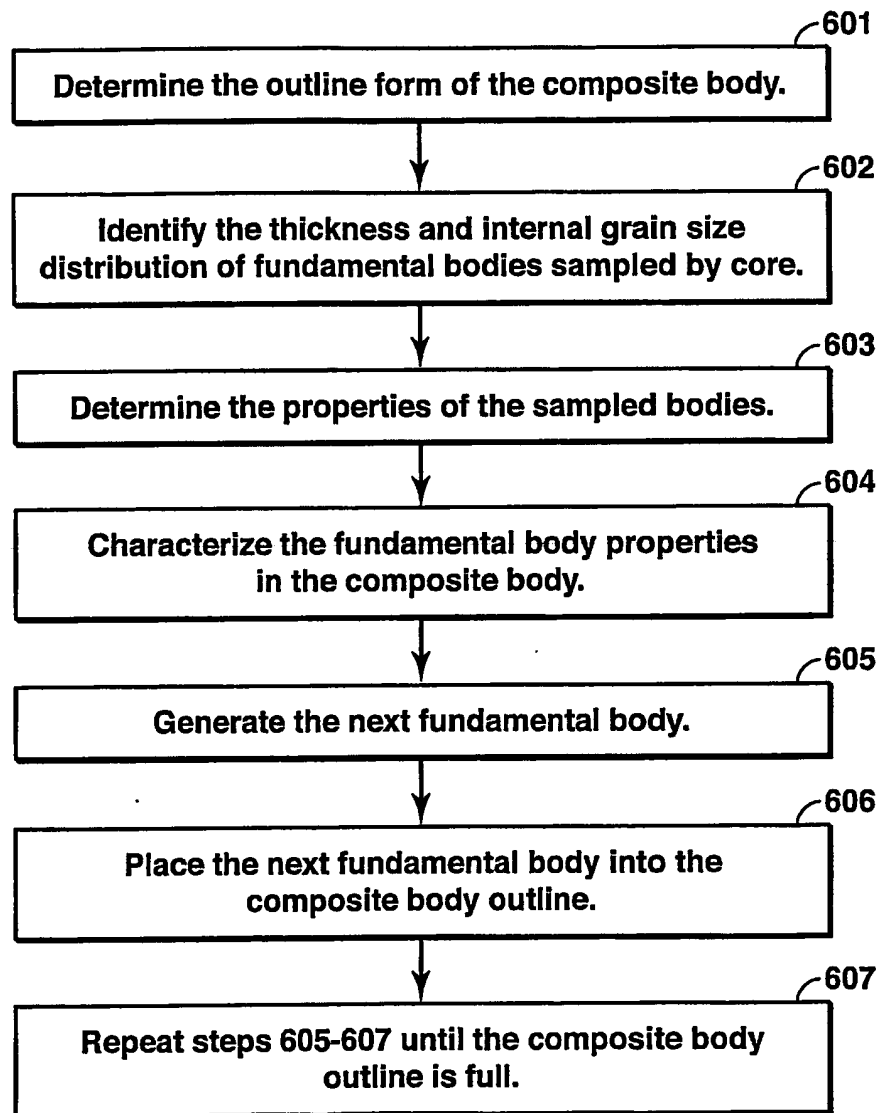 601
Determine the outline form of the composite body.
602
Identify the thickness and internal grain size
distribution of fundamental bodies sampled by core.
603
Determine the properties of the sampled bodies.
604
Characterize the fundamental body properties
in the composite body.
605
Generate the next fundamental body.
606
Place the next fundamental body into the
composite body outline.
607
Repeat steps 605-607 until the composite body
outline is full.